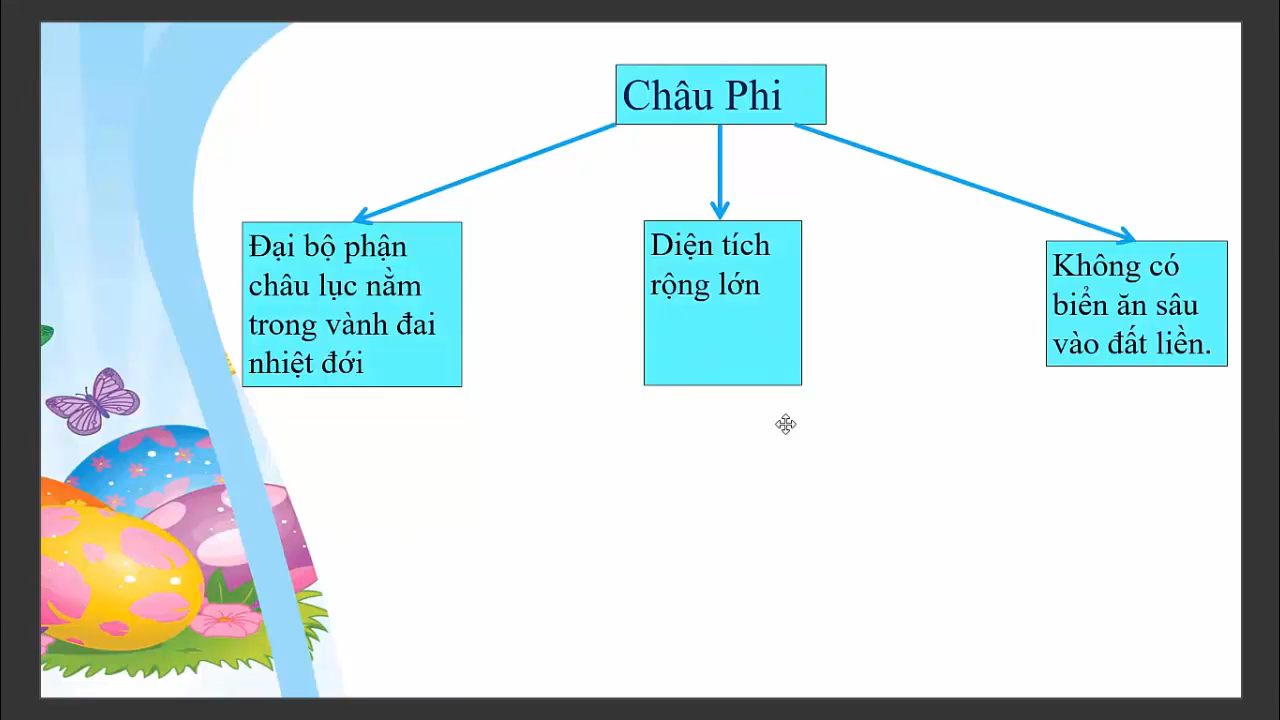 Châu Phi
Đại bộ phận
châu lục nằm
trong vành đai
nhiệt đới
Diện tích
rộng lớn
Không có
biển ăn sâu
vào đất liền.